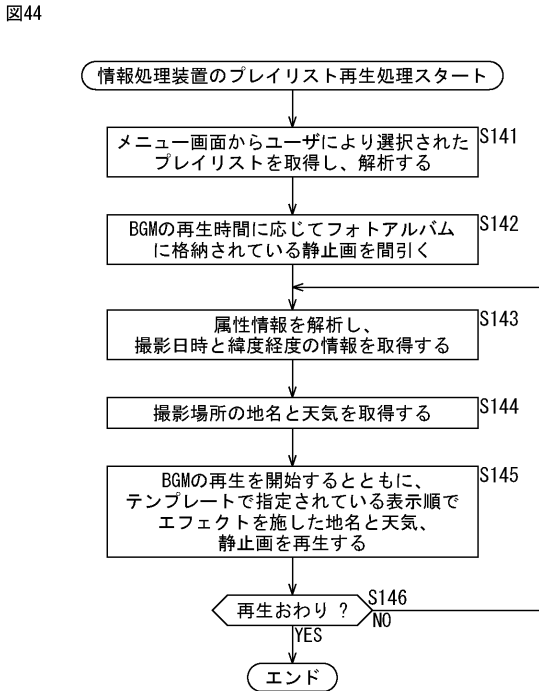 図44
情報処理装置のプレイリスト再生処理スタート
S141
メニュー画面からユーザにより選択された
プレイリストを取得し、解析する
S142
BGMの再生時間に応じてフォトアルバム
に格納されている静止画を間引く
S143
属性情報を解析し、
撮影日時と緯度経度の情報を取得する
S144
撮影場所の地名と天気を取得する
S145
BGMの再生を開始するとともに、
テンプレートで指定されている表示順で
エフェクトを施した地名と天気、
静止画を再生する
S146
再生おわり ?
NO
YES
エンド